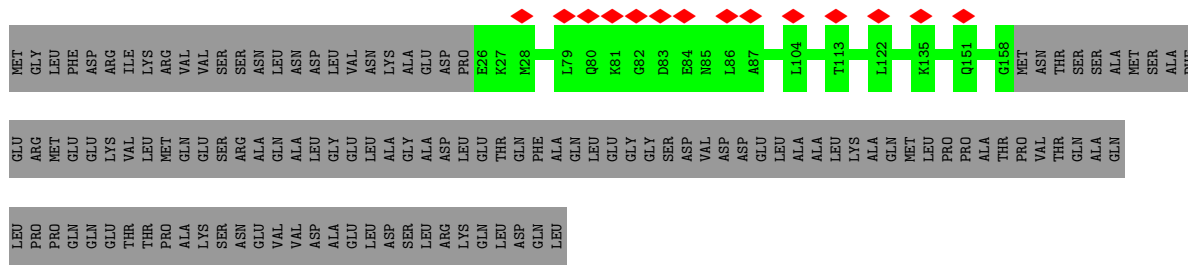 MET GLY LEU PHE ASP ARG ILE LYS ARG VAL VAL SER SER ASN LEU ASN ASP LEU VAL ASN LYS ALA GLU ASP PRO E26 K27 M28 L79 Q80 K81 G82 D83 E84 N85 L86 A87 L104 T113 L122 K135 Q151 G158 MET ASN THR SER SER ALA MET SER ALA
GLU ARG MET GLU GLU LYS VAL LEU MET GLN GLU SER ARG ALA GLN ALA LEU GLY GLU LEU ALA GLY ALA ASP LEU GLU THR GLN PHE ALA GLN LEU GLU GLY GLY SER ASP VAL ASP ASP GLU LEU ALA ALA LEU LYS ALA GLN MET LEU PRO PRO ALA THR PRO VAL THR GLN ALA GLN
LEU PRO PRO GLN GLN GLU THR THR PRO ALA LYS SER ASN GLU VAL VAL ASP ALA GLU LEU ASP SER LEU ARG LYS GLN LEU ASP GLN LEU